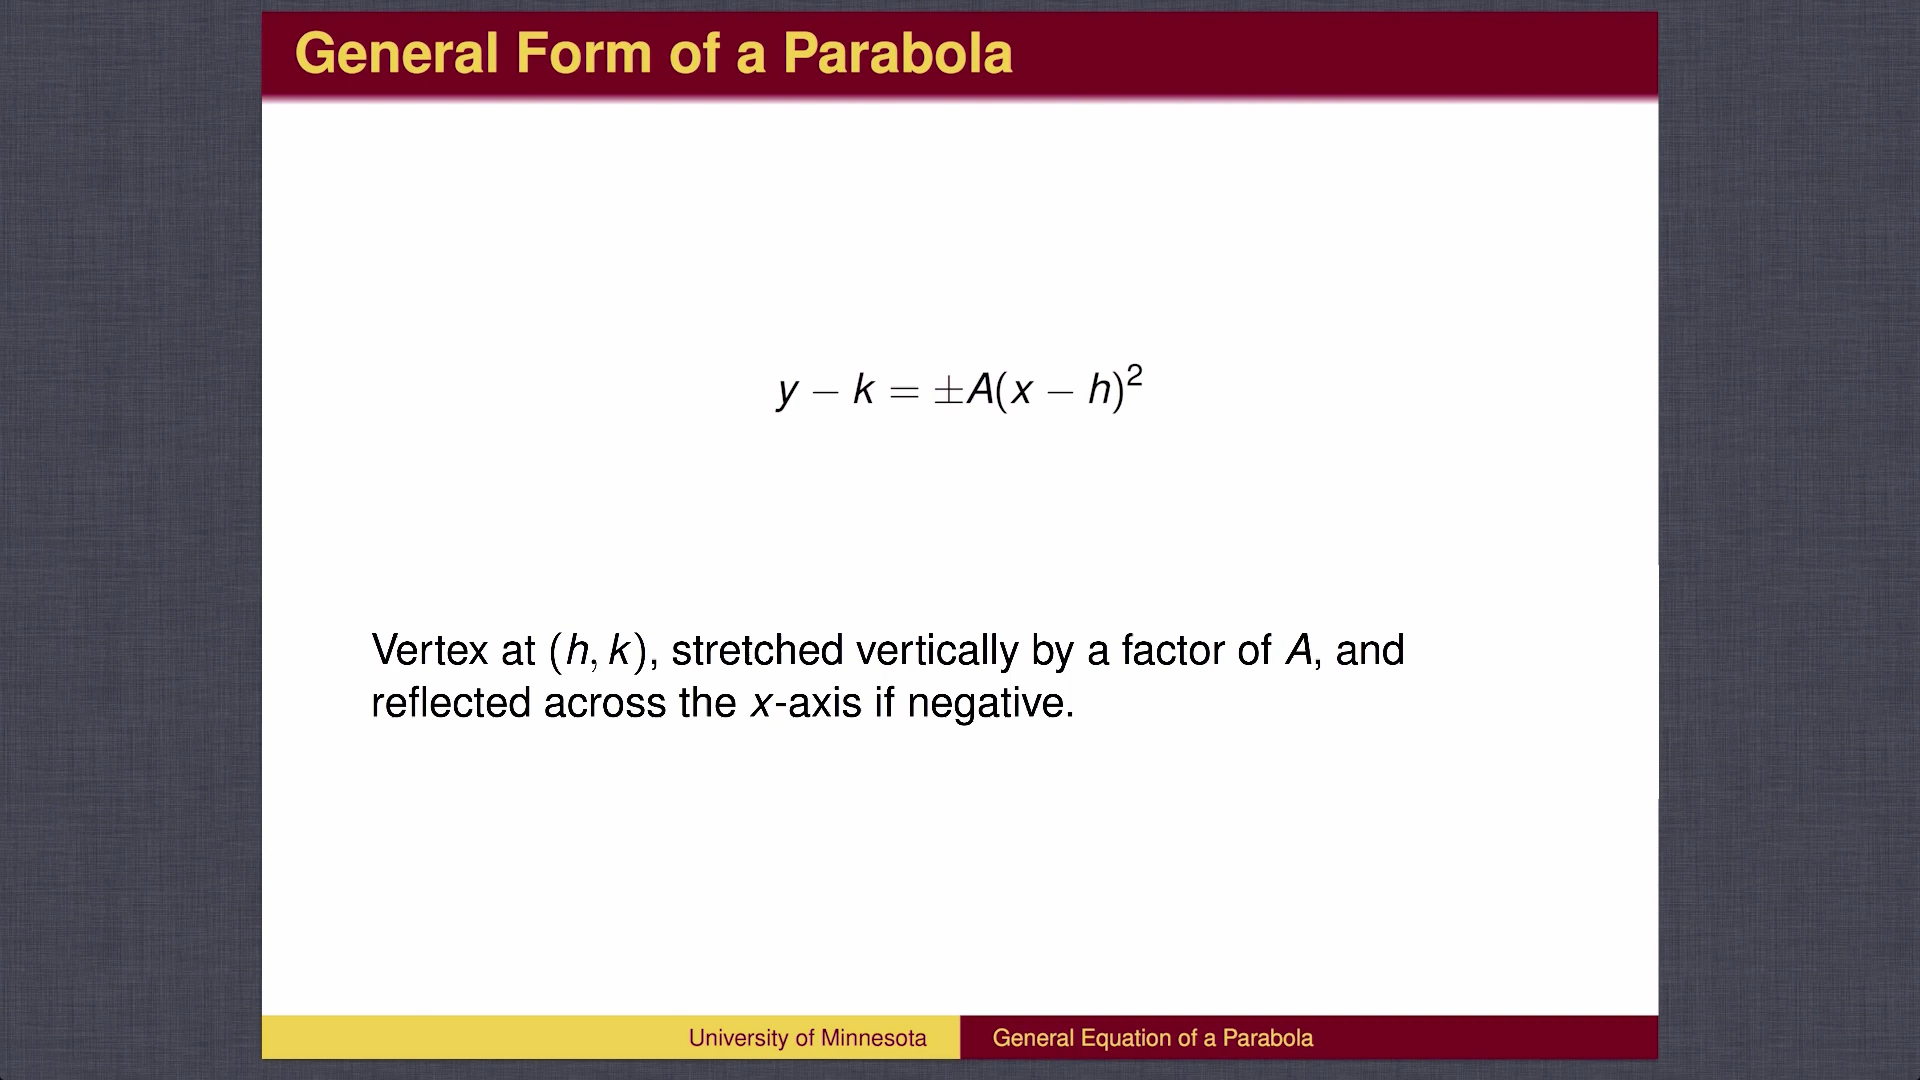 General Form of a Parabola
y − k = ±A(x − h)²
Vertex at (h, k), stretched vertically by a factor of A, and
reflected across the x-axis if negative.
University of Minnesota
General Equation of a Parabola